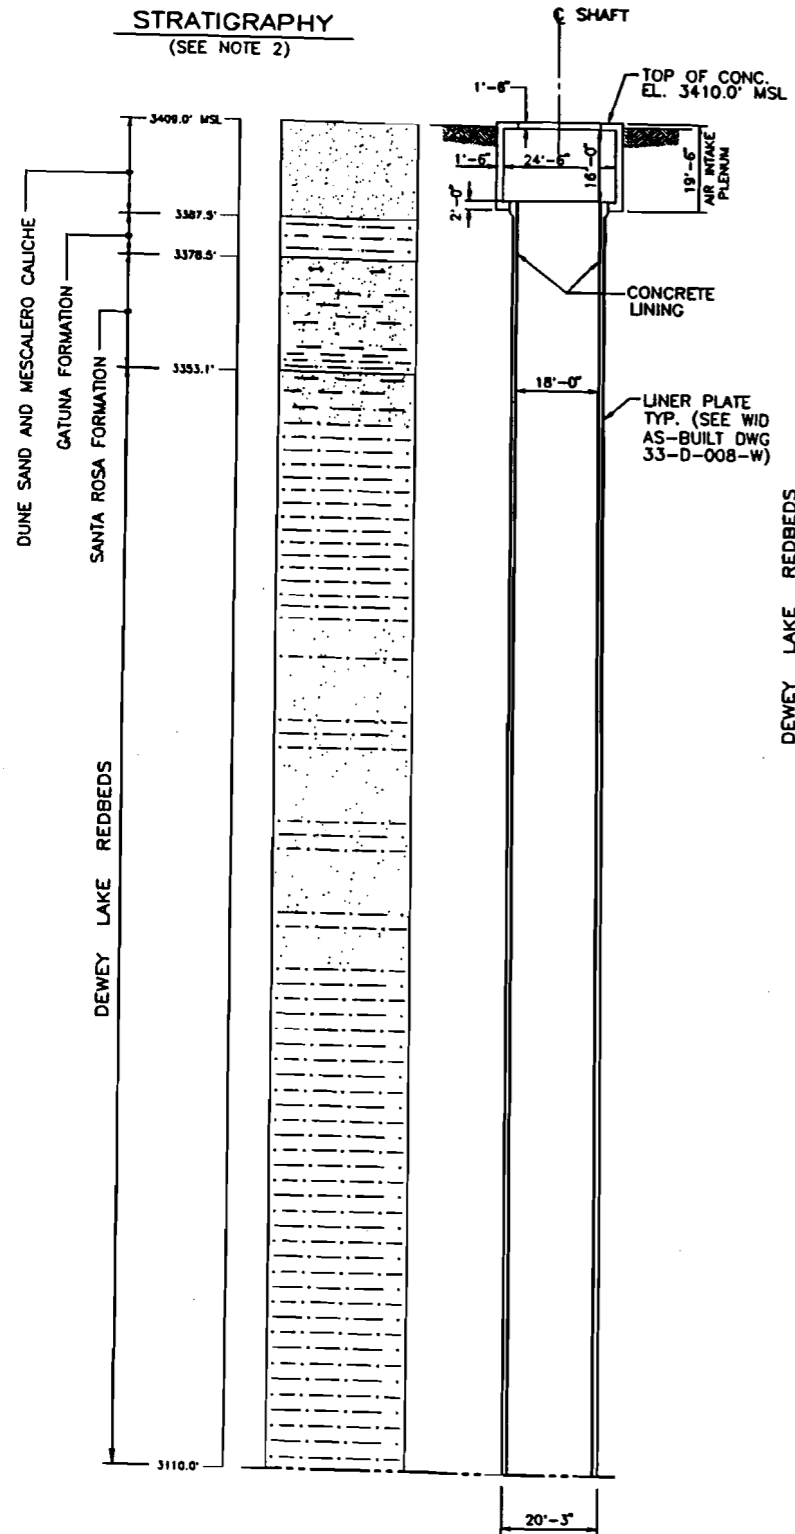 STRATIGRAPHY
(SEE NOTE 2)
℄ SHAFT
TOP OF CONC.
EL. 3410.0' MSL
1'-6"
3409.0' MSL
1'-6"
24'-6"
16'-0"
19'-6"
AIR INTAKE
PLENUM
2'-0"
3387.5'
3378.5'
3353.1'
DUNE SAND AND MESCALERO CALICHE
GATUNA FORMATION
SANTA ROSA FORMATION
CONCRETE
LINING
18'-0"
LINER PLATE
TYP. (SEE WID
AS-BUILT DWG
33-D-008-W)
DEWEY LAKE REDBEDS
DEWEY LAKE REDBEDS
3110.0'
20'-3"